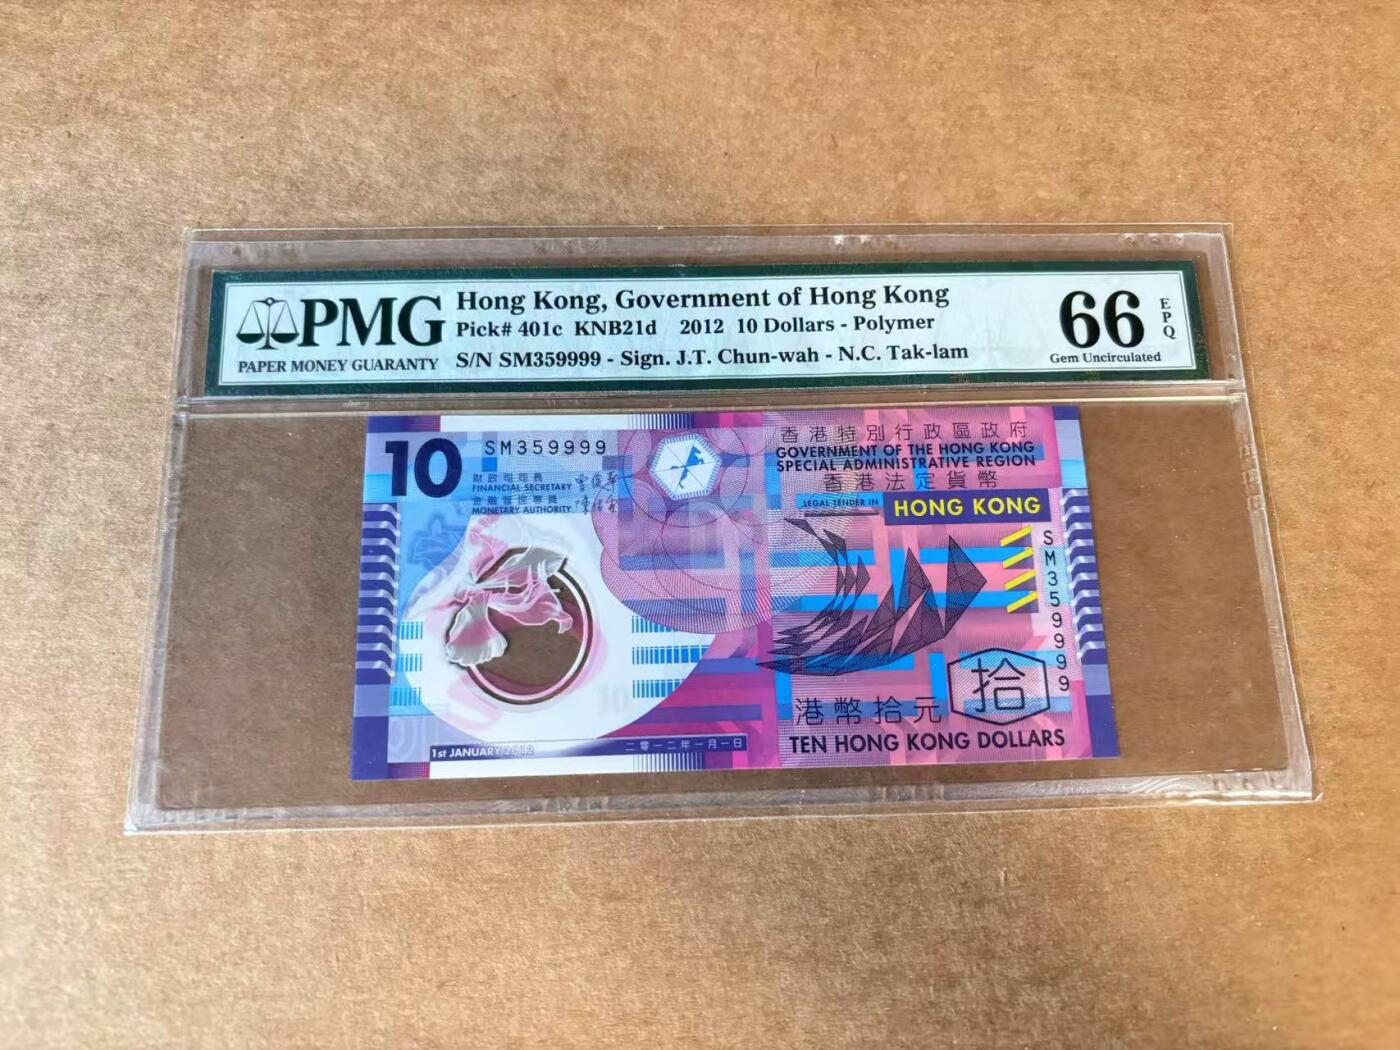 PMG
PAPER MONEY GUARANTY
Hong Kong, Government of Hong Kong
Pick# 401c KNB21d 2012 10 Dollars - Polymer
S/N SM359999 - Sign. J.T. Chun-wah - N.C. Tak-lam
66
EPQ
Gem Uncirculated
10
SM359999
財政司司長
FINANCIAL SECRETARY
金融管理專員
MONETARY AUTHORITY
香港特別行政區政府
GOVERNMENT OF THE HONG KONG
SPECIAL ADMINISTRATIVE REGION
香港法定貨幣
LEGAL TENDER IN
HONG KONG
SM359999
10
拾
港幣拾元
TEN HONG KONG DOLLARS
1st JANUARY 2012
二零一二年一月一日